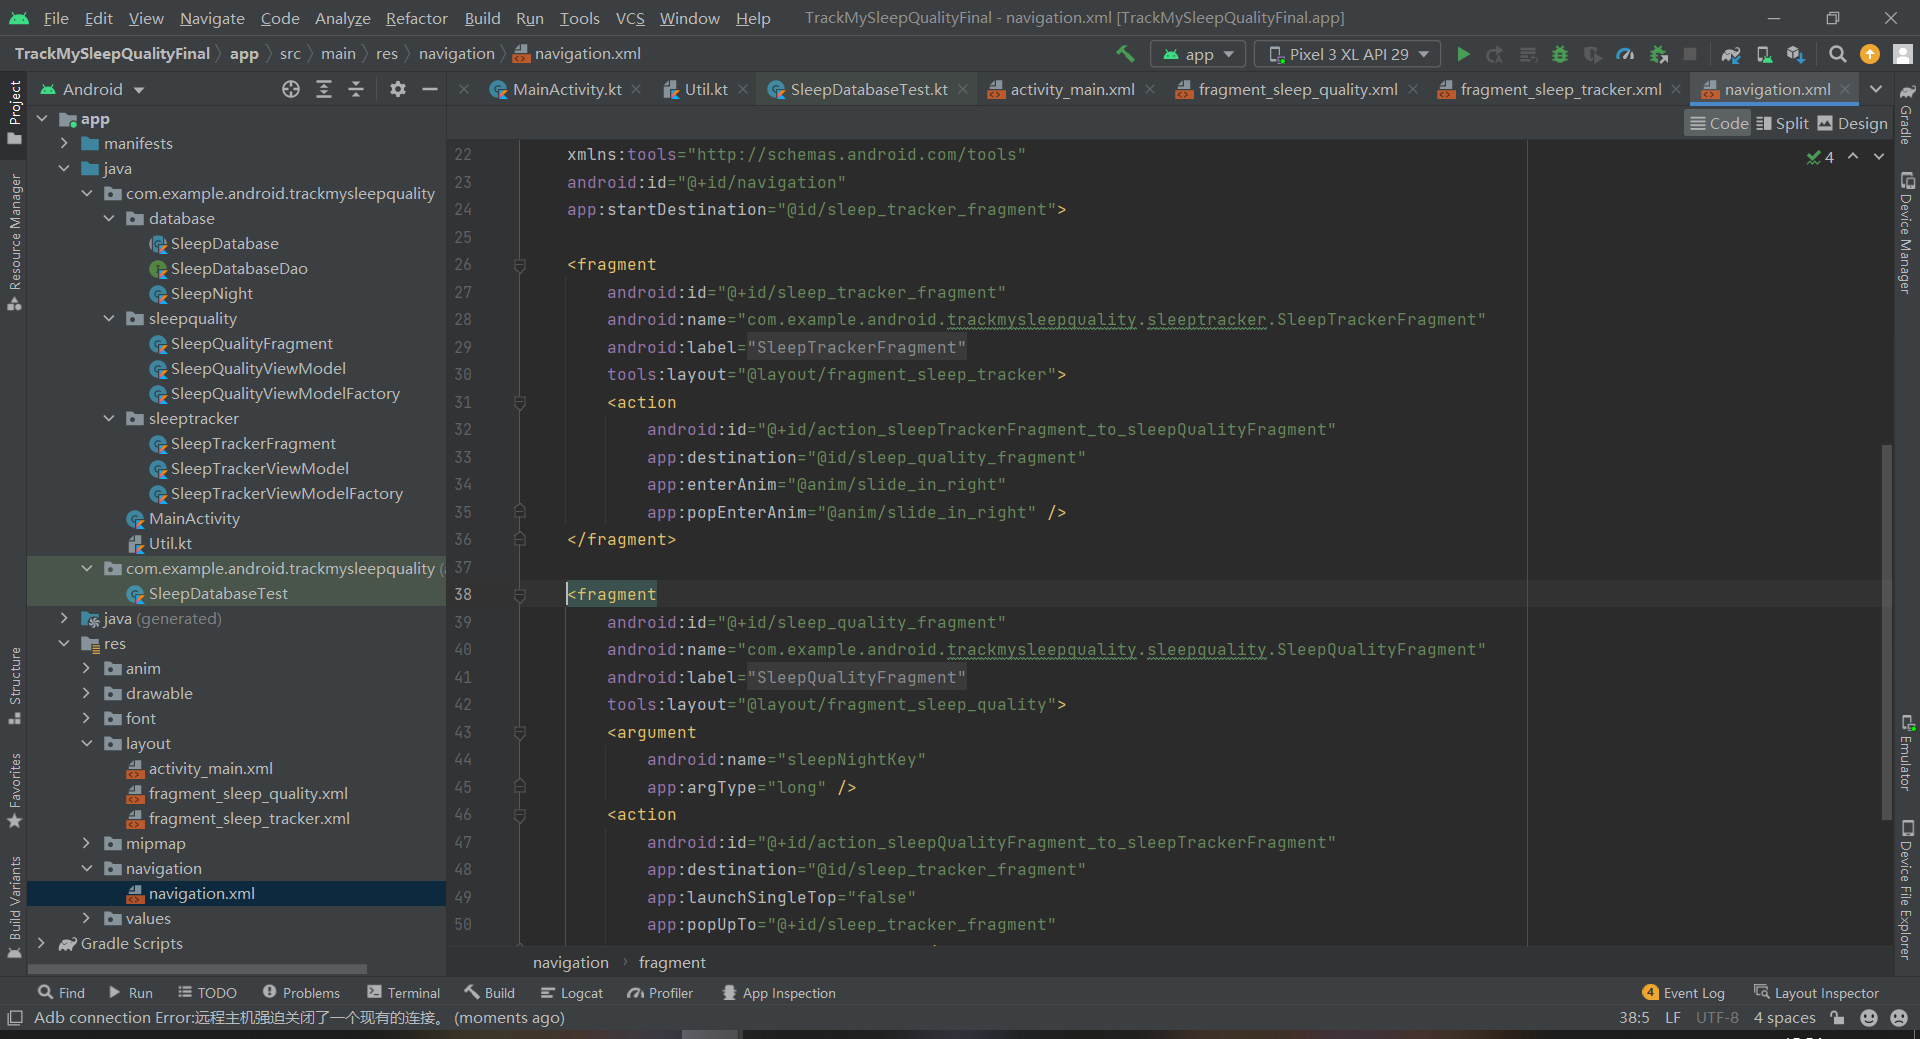 File Edit View Navigate Code Analyze Refactor Build Run Tools VCS Window Help TrackMySleepQualityFinal - navigation.xml [TrackMySleepQualityFinal.app]
TrackMySleepQualityFinal app src main res navigation navigation.xml app Pixel 3 XL API 29
Android MainActivity.kt Util.kt SleepDatabaseTest.kt activity_main.xml fragment_sleep_quality.xml fragment_sleep_tracker.xml navigation.xml
Code Split Design
4
Project
Resource Manager
Structure
Favorites
Build Variants
app
manifests
java
com.example.android.trackmysleepquality
database
SleepDatabase
SleepDatabaseDao
SleepNight
sleepquality
SleepQualityFragment
SleepQualityViewModel
SleepQualityViewModelFactory
sleeptracker
SleepTrackerFragment
SleepTrackerViewModel
SleepTrackerViewModelFactory
MainActivity
Util.kt
com.example.android.trackmysleepquality (
SleepDatabaseTest
java (generated)
res
anim
drawable
font
layout
activity_main.xml
fragment_sleep_quality.xml
fragment_sleep_tracker.xml
mipmap
navigation
navigation.xml
values
Gradle Scripts
22 xmlns:tools="http://schemas.android.com/tools"
23 android:id="@+id/navigation"
24 app:startDestination="@id/sleep_tracker_fragment">
25
26 <fragment
27 android:id="@+id/sleep_tracker_fragment"
28 android:name="com.example.android.trackmysleepquality.sleeptracker.SleepTrackerFragment"
29 android:label="SleepTrackerFragment"
30 tools:layout="@layout/fragment_sleep_tracker">
31 <action
32 android:id="@+id/action_sleepTrackerFragment_to_sleepQualityFragment"
33 app:destination="@id/sleep_quality_fragment"
34 app:enterAnim="@anim/slide_in_right"
35 app:popEnterAnim="@anim/slide_in_right" />
36 </fragment>
37
38 <fragment
39 android:id="@+id/sleep_quality_fragment"
40 android:name="com.example.android.trackmysleepquality.sleepquality.SleepQualityFragment"
41 android:label="SleepQualityFragment"
42 tools:layout="@layout/fragment_sleep_quality">
43 <argument
44 android:name="sleepNightKey"
45 app:argType="long" />
46 <action
47 android:id="@+id/action_sleepQualityFragment_to_sleepTrackerFragment"
48 app:destination="@id/sleep_tracker_fragment"
49 app:launchSingleTop="false"
50 app:popUpTo="@+id/sleep_tracker_fragment"
navigation fragment
Gradle
Device Manager
Emulator
Device File Explorer
Find Run TODO Problems Terminal Build Logcat Profiler App Inspection 4 Event Log Layout Inspector
Adb connection Error:远程主机强迫关闭了一个现有的连接。 (moments ago) 38:5 LF UTF-8 4 spaces